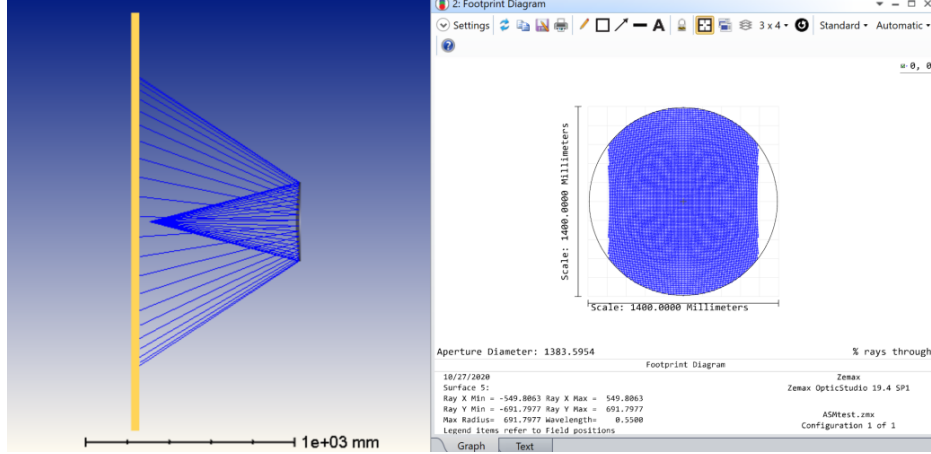 1e+03 mm
2: Footprint Diagram
Settings
A
3 x 4
Standard
Automatic
0, 0
Scale: 1400.0000 Millimeters
Scale: 1400.0000 Millimeters
Aperture Diameter: 1383.5954
% rays through
Footprint Diagram
10/27/2020
Surface 5:
Ray X Min = -549.8063 Ray X Max = 549.8063
Ray Y Min = -691.7977 Ray Y Max = 691.7977
Max Radius= 691.7977 Wavelength= 0.5500
Legend items refer to Field positions
Zemax
Zemax OpticStudio 19.4 SP1
ASMtest.zmx
Configuration 1 of 1
Graph
Text